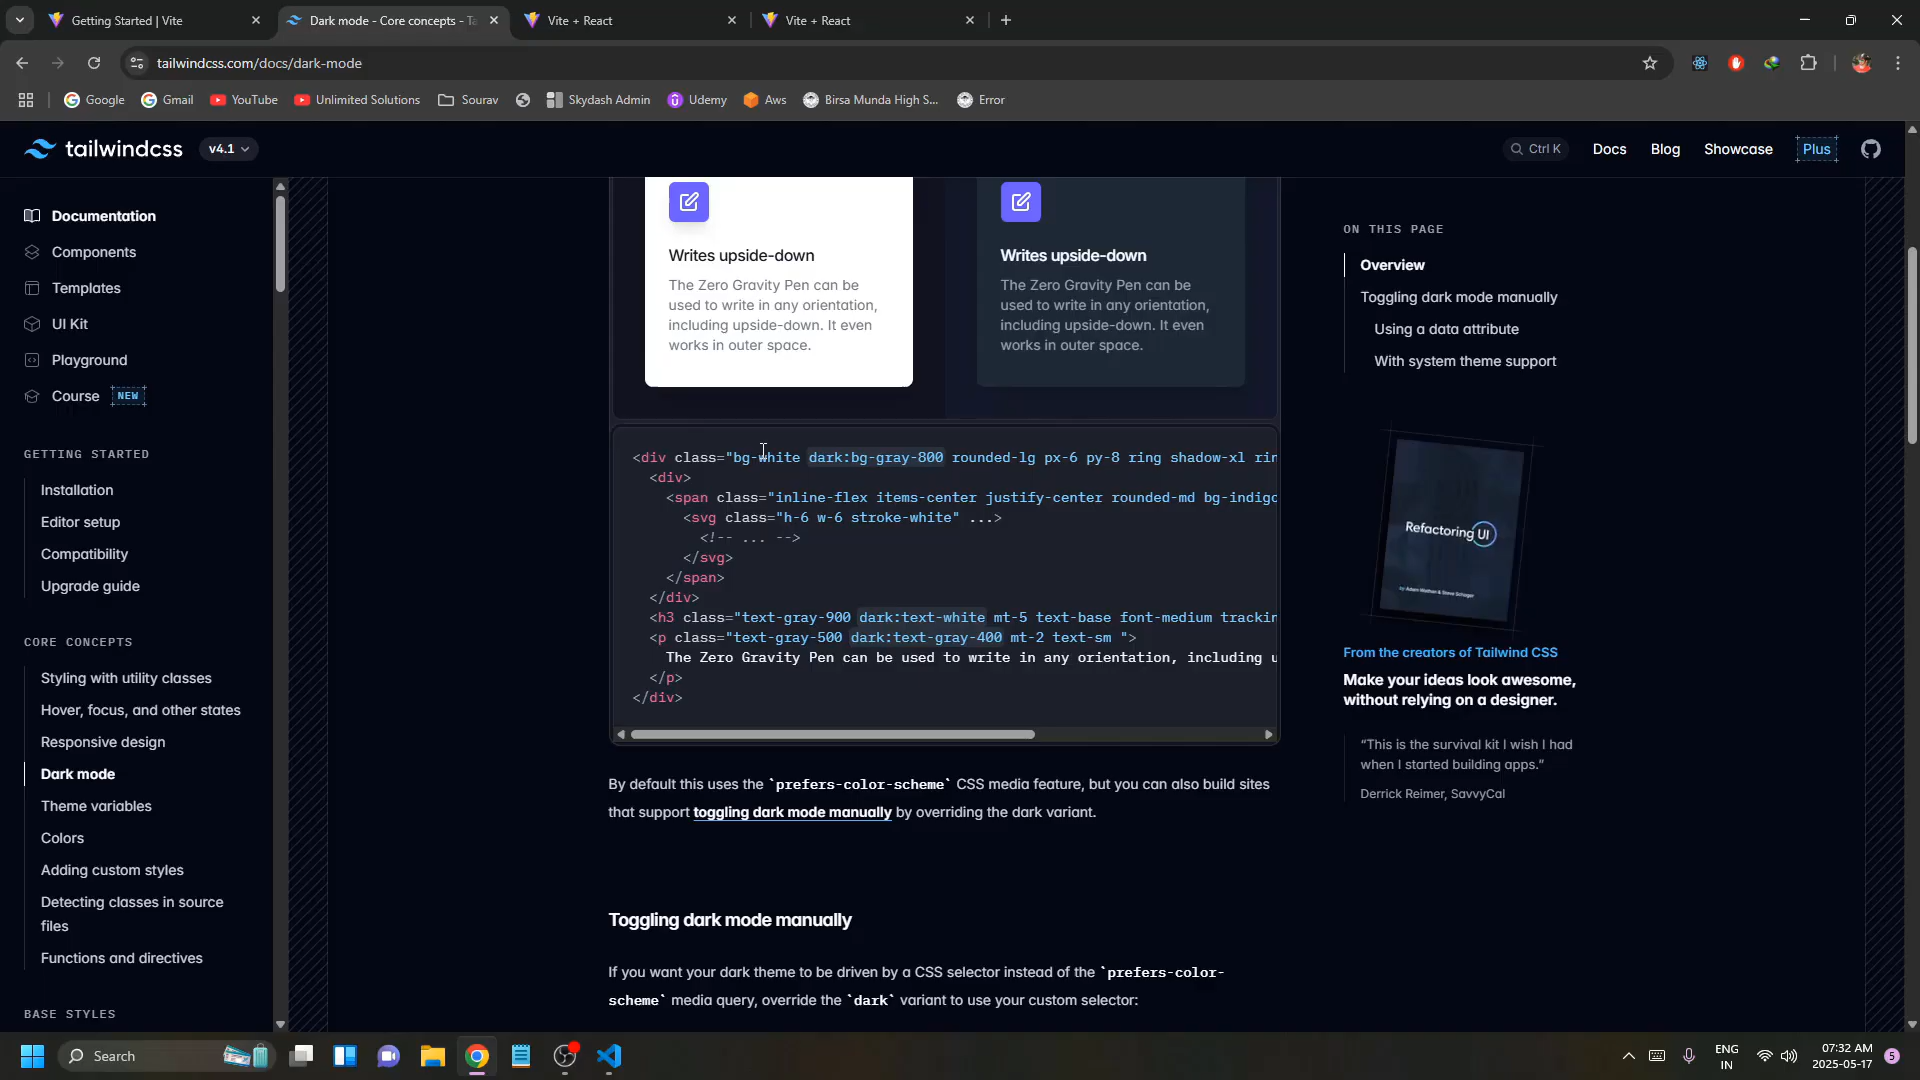 Getting Started | Vite
Dark mode - Core concepts - Ta
Vite + React
Vite + React
tailwindcss.com/docs/dark-mode
Google
Gmail
YouTube
Unlimited Solutions
Sourav
Skydash Admin
Udemy
Aws
Birsa Munda High S...
Error
tailwindcss
v4.1
Ctrl K
Docs
Blog
Showcase
Plus
Documentation
Components
Templates
UI Kit
Playground
Course NEW
GETTING STARTED
Installation
Editor setup
Compatibility
Upgrade guide
CORE CONCEPTS
Styling with utility classes
Hover, focus, and other states
Responsive design
Dark mode
Theme variables
Colors
Adding custom styles
Detecting classes in source
files
Functions and directives
BASE STYLES
Writes upside-down
The Zero Gravity Pen can be
used to write in any orientation,
including upside-down. It even
works in outer space.
Writes upside-down
The Zero Gravity Pen can be
used to write in any orientation,
including upside-down. It even
works in outer space.
<div class="bg-white dark:bg-gray-800 rounded-lg px-6 py-8 ring shadow-xl rin
<div>
<span class="inline-flex items-center justify-center rounded-md bg-indigo
<svg class="h-6 w-6 stroke-white" ...>
<!-- ... -->
</svg>
</span>
</div>
<h3 class="text-gray-900 dark:text-white mt-5 text-base font-medium trackin
<p class="text-gray-500 dark:text-gray-400 mt-2 text-sm ">
The Zero Gravity Pen can be used to write in any orientation, including u
</p>
</div>
By default this uses the `prefers-color-scheme` CSS media feature, but you can also build sites
that support toggling dark mode manually by overriding the dark variant.
Toggling dark mode manually
If you want your dark theme to be driven by a CSS selector instead of the `prefers-color-
scheme` media query, override the `dark` variant to use your custom selector:
ON THIS PAGE
Overview
Toggling dark mode manually
Using a data attribute
With system theme support
Refactoring UI
by Adam Wathan & Steve Schoger
From the creators of Tailwind CSS
Make your ideas look awesome,
without relying on a designer.
“This is the survival kit I wish I had
when I started building apps.”
Derrick Reimer, SavvyCal
Search
ENG
IN
07:32 AM
2025-05-17
5